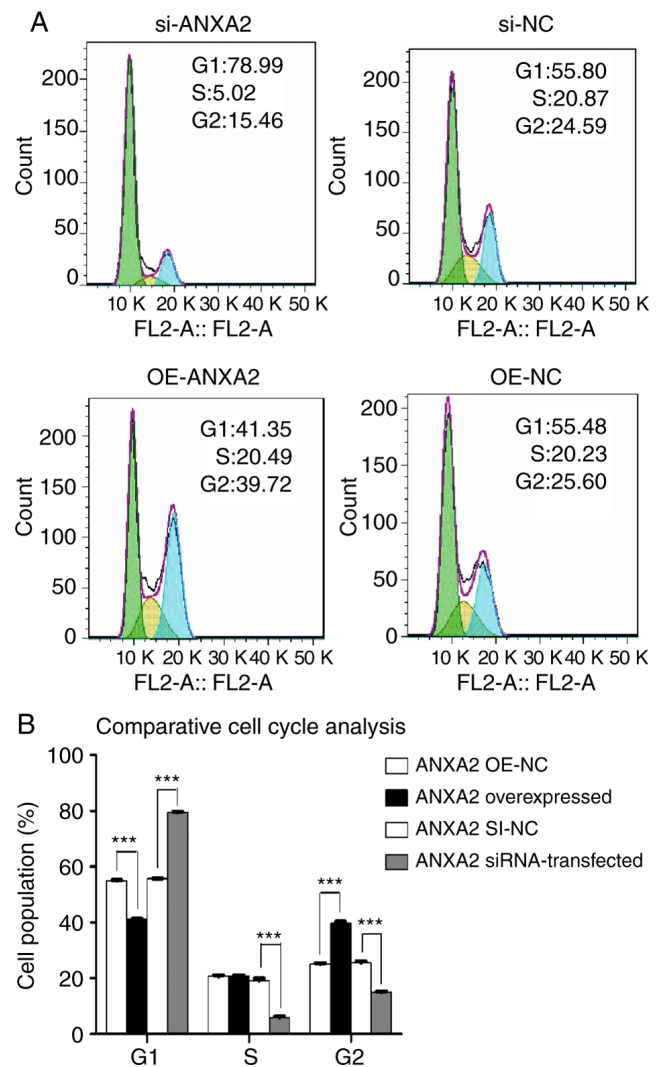 A
si-ANXA2
G1:78.99
S:5.02
G2:15.46
Count
200
150
100
50
0
10 K 20 K 30 K 40 K 50 K
FL2-A:: FL2-A
si-NC
G1:55.80
S:20.87
G2:24.59
Count
200
150
100
50
0
10 K 20 K 30 K 40 K 50 K
FL2-A:: FL2-A
OE-ANXA2
G1:41.35
S:20.49
G2:39.72
Count
200
150
100
50
0
10 K 20 K 30 K 40 K 50 K
FL2-A:: FL2-A
OE-NC
G1:55.48
S:20.23
G2:25.60
Count
200
150
100
50
0
10 K 20 K 30 K 40 K 50 K
FL2-A:: FL2-A
B Comparative cell cycle analysis
Cell population (%)
100
80
60
40
20
0
*** *** *** *** ***
G1 S G2
ANXA2 OE-NC
ANXA2 overexpressed
ANXA2 SI-NC
ANXA2 siRNA-transfected